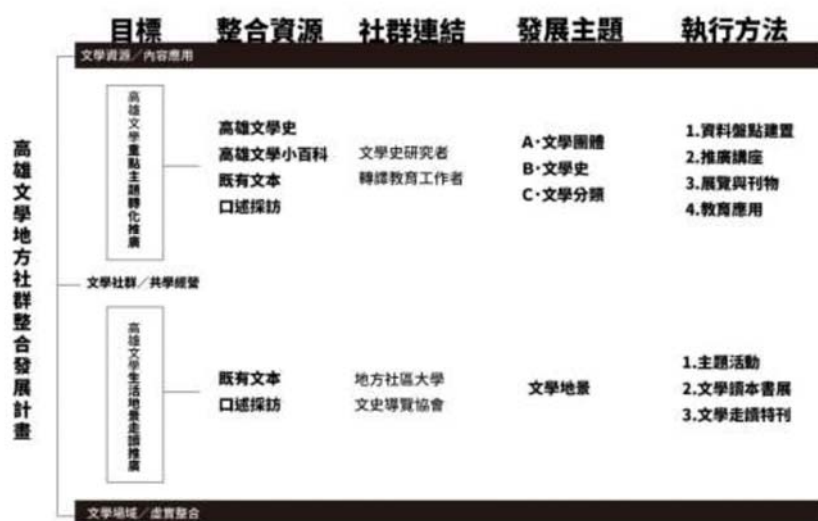 目標 整合資源 社群連結 發展主題 執行方法
文學資源／內容應用
高雄文學地方社群整合發展計畫
高雄文學重點主題轉化推廣
高雄文學史
高雄文學小百科
既有文本
口述採訪
文學史研究者
轉譯教育工作者
A·文學團體
B·文學史
C·文學分類
1.資料盤點建置
2.推廣講座
3.展覽與刊物
4.教育應用
文學社群／共學經營
高雄文學生活地景走讀推廣
既有文本
口述採訪
地方社區大學
文史導覽協會
文學地景
1.主題活動
2.文學讀本書展
3.文學走讀特刊
文學場域／虛實整合